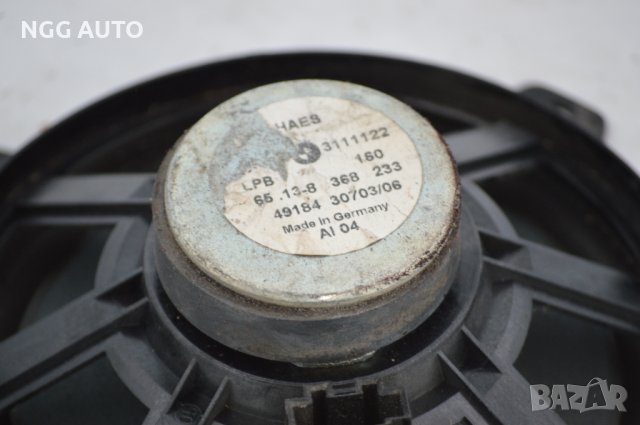 NGG AUTO
HAES
3111122
LPB 160
65 .13-8 368 233
49184 30703/06
Made in Germany
AI 04
BAZAR